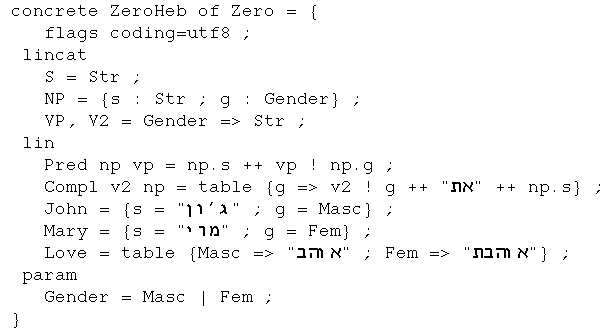 concrete ZeroHeb of Zero = {
flags coding=utf8 ;
lincat
S = Str ;
NP = {s : Str ; g : Gender} ;
VP, V2 = Gender => Str ;
lin
Pred np vp = np.s ++ vp ! np.g ;
Compl v2 np = table {g => v2 ! g ++ "את" ++ np.s} ;
John = {s = "ג׳ון" ; g = Masc} ;
Mary = {s = "מרי" ; g = Fem} ;
Love = table {Masc => "אוהב" ; Fem => "אוהבת"} ;
param
Gender = Masc | Fem ;
}